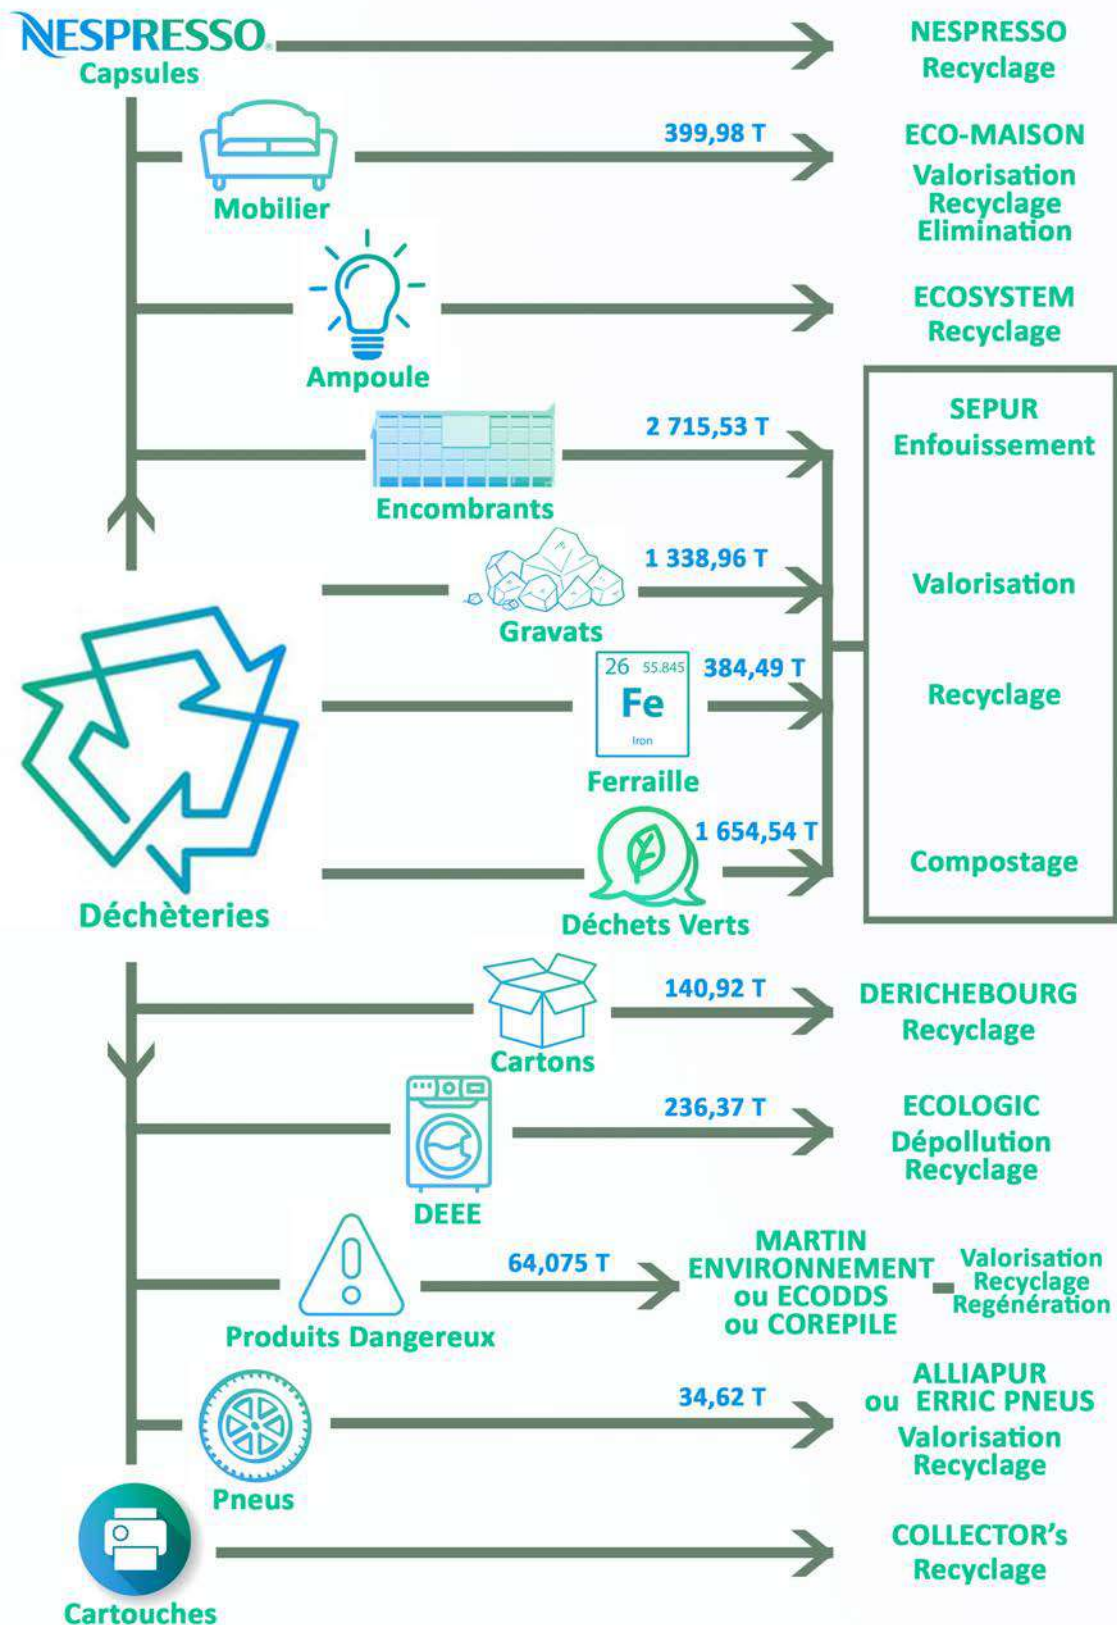 NESPRESSO
Capsules
NESPRESSO
Recyclage
Mobilier
399,98 T
ECO-MAISON
Valorisation
Recyclage
Elimination
Ampoule
ECOSYSTEM
Recyclage
Encombrants
2 715,53 T
SEPUR
Enfouissement
Gravats
1 338,96 T
Valorisation
26 55.845
Fe
Iron
Ferraille
384,49 T
Recyclage
Déchets Verts
1 654,54 T
Compostage
Déchèteries
Cartons
140,92 T
DERICHEBOURG
Recyclage
DEEE
236,37 T
ECOLOGIC
Dépollution
Recyclage
Produits Dangereux
64,075 T
MARTIN
ENVIRONNEMENT
ou ECODDS
ou COREPILE
Valorisation
Recyclage
Regénération
Pneus
34,62 T
ALLIAPUR
ou ERRIC PNEUS
Valorisation
Recyclage
Cartouches
COLLECTOR's
Recyclage